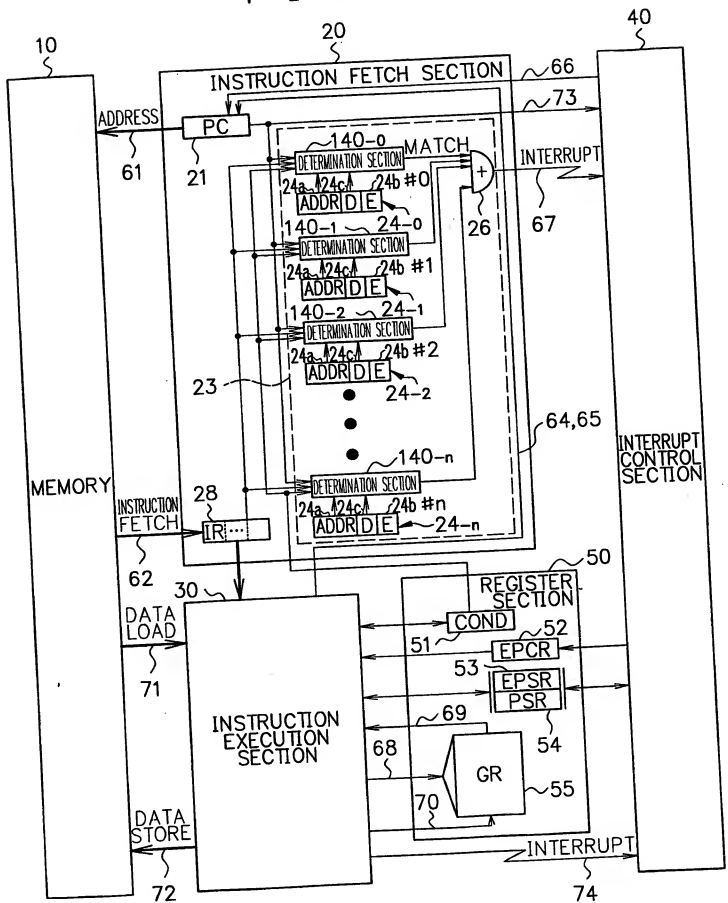 10
20
40
INSTRUCTION FETCH SECTION
66
73
ADDRESS
61
PC
21
140-0
MATCH
DETERMINATION SECTION
24a 24c 24b #0
ADDR D E
24-0
+
26
INTERRUPT
67
140-1
DETERMINATION SECTION
24a 24c 24b #1
ADDR D E
24-1
140-2
DETERMINATION SECTION
24a 24c 24b #2
ADDR D E
24-2
23
64,65
140-n
DETERMINATION SECTION
24a 24c 24b #n
ADDR D E
24-n
MEMORY
INTERRUPT
CONTROL
SECTION
INSTRUCTION
FETCH
62
28
IR ...
30
50
REGISTER
SECTION
DATA
LOAD
71
COND
51
52
EPCR
53
EPSR
PSR
54
INSTRUCTION
EXECUTION
SECTION
69
68
GR
55
70
DATA
STORE
72
INTERRUPT
74